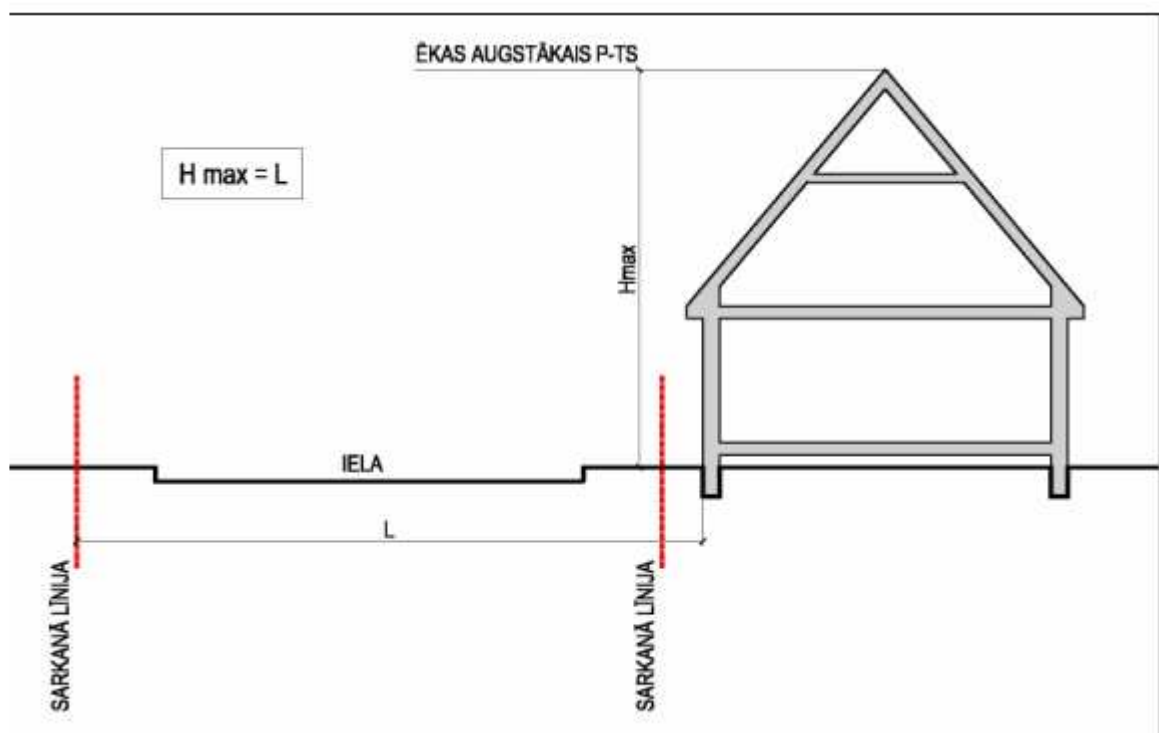 ĒKAS AUGSTĀKAIS P-TS
H max = L
Hmax
IELA
L
SARKANĀ LĪNIJA
SARKANĀ LĪNIJA